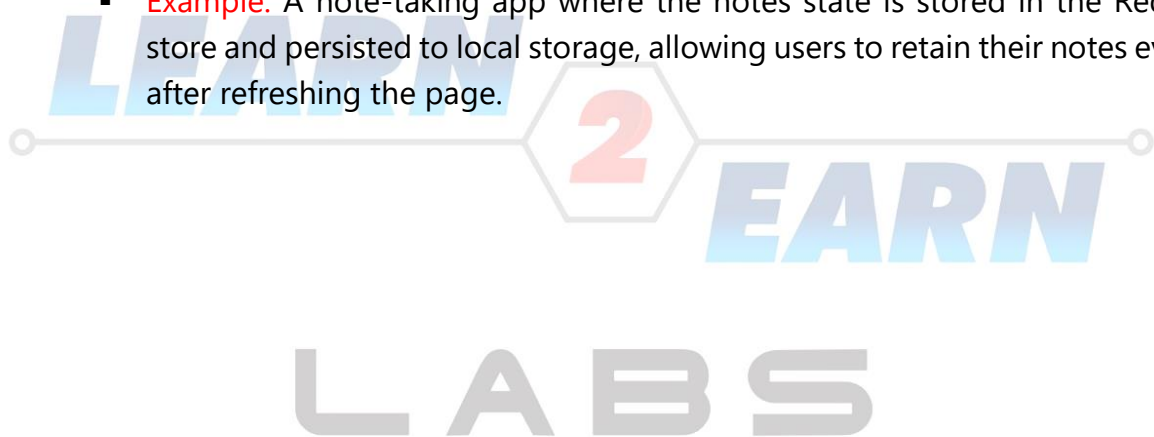 ▪ Example: A note-taking app where the notes state is stored in the Re
store and persisted to local storage, allowing users to retain their notes e
after refreshing the page.
LEARN
2
EARN
LABS